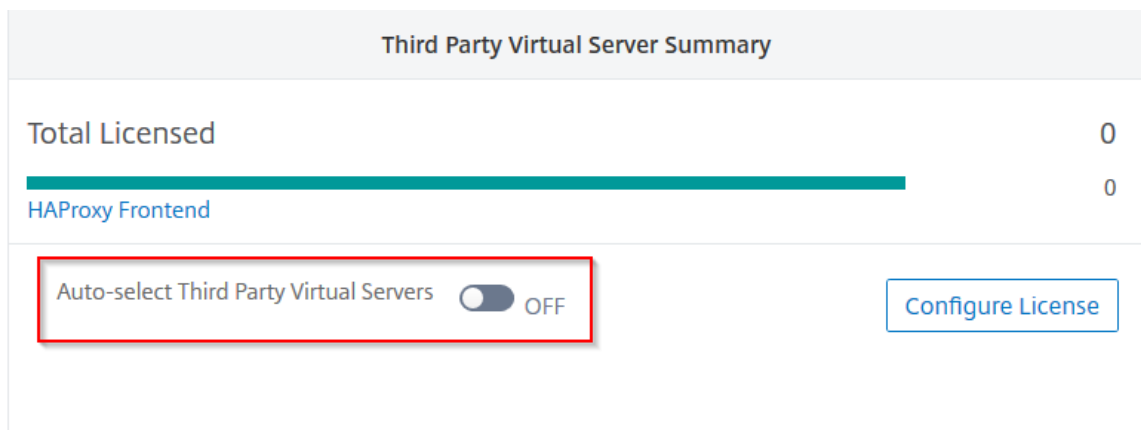 Third Party Virtual Server Summary
Total Licensed 0
0
HAProxy Frontend
Auto-select Third Party Virtual Servers OFF
Configure License